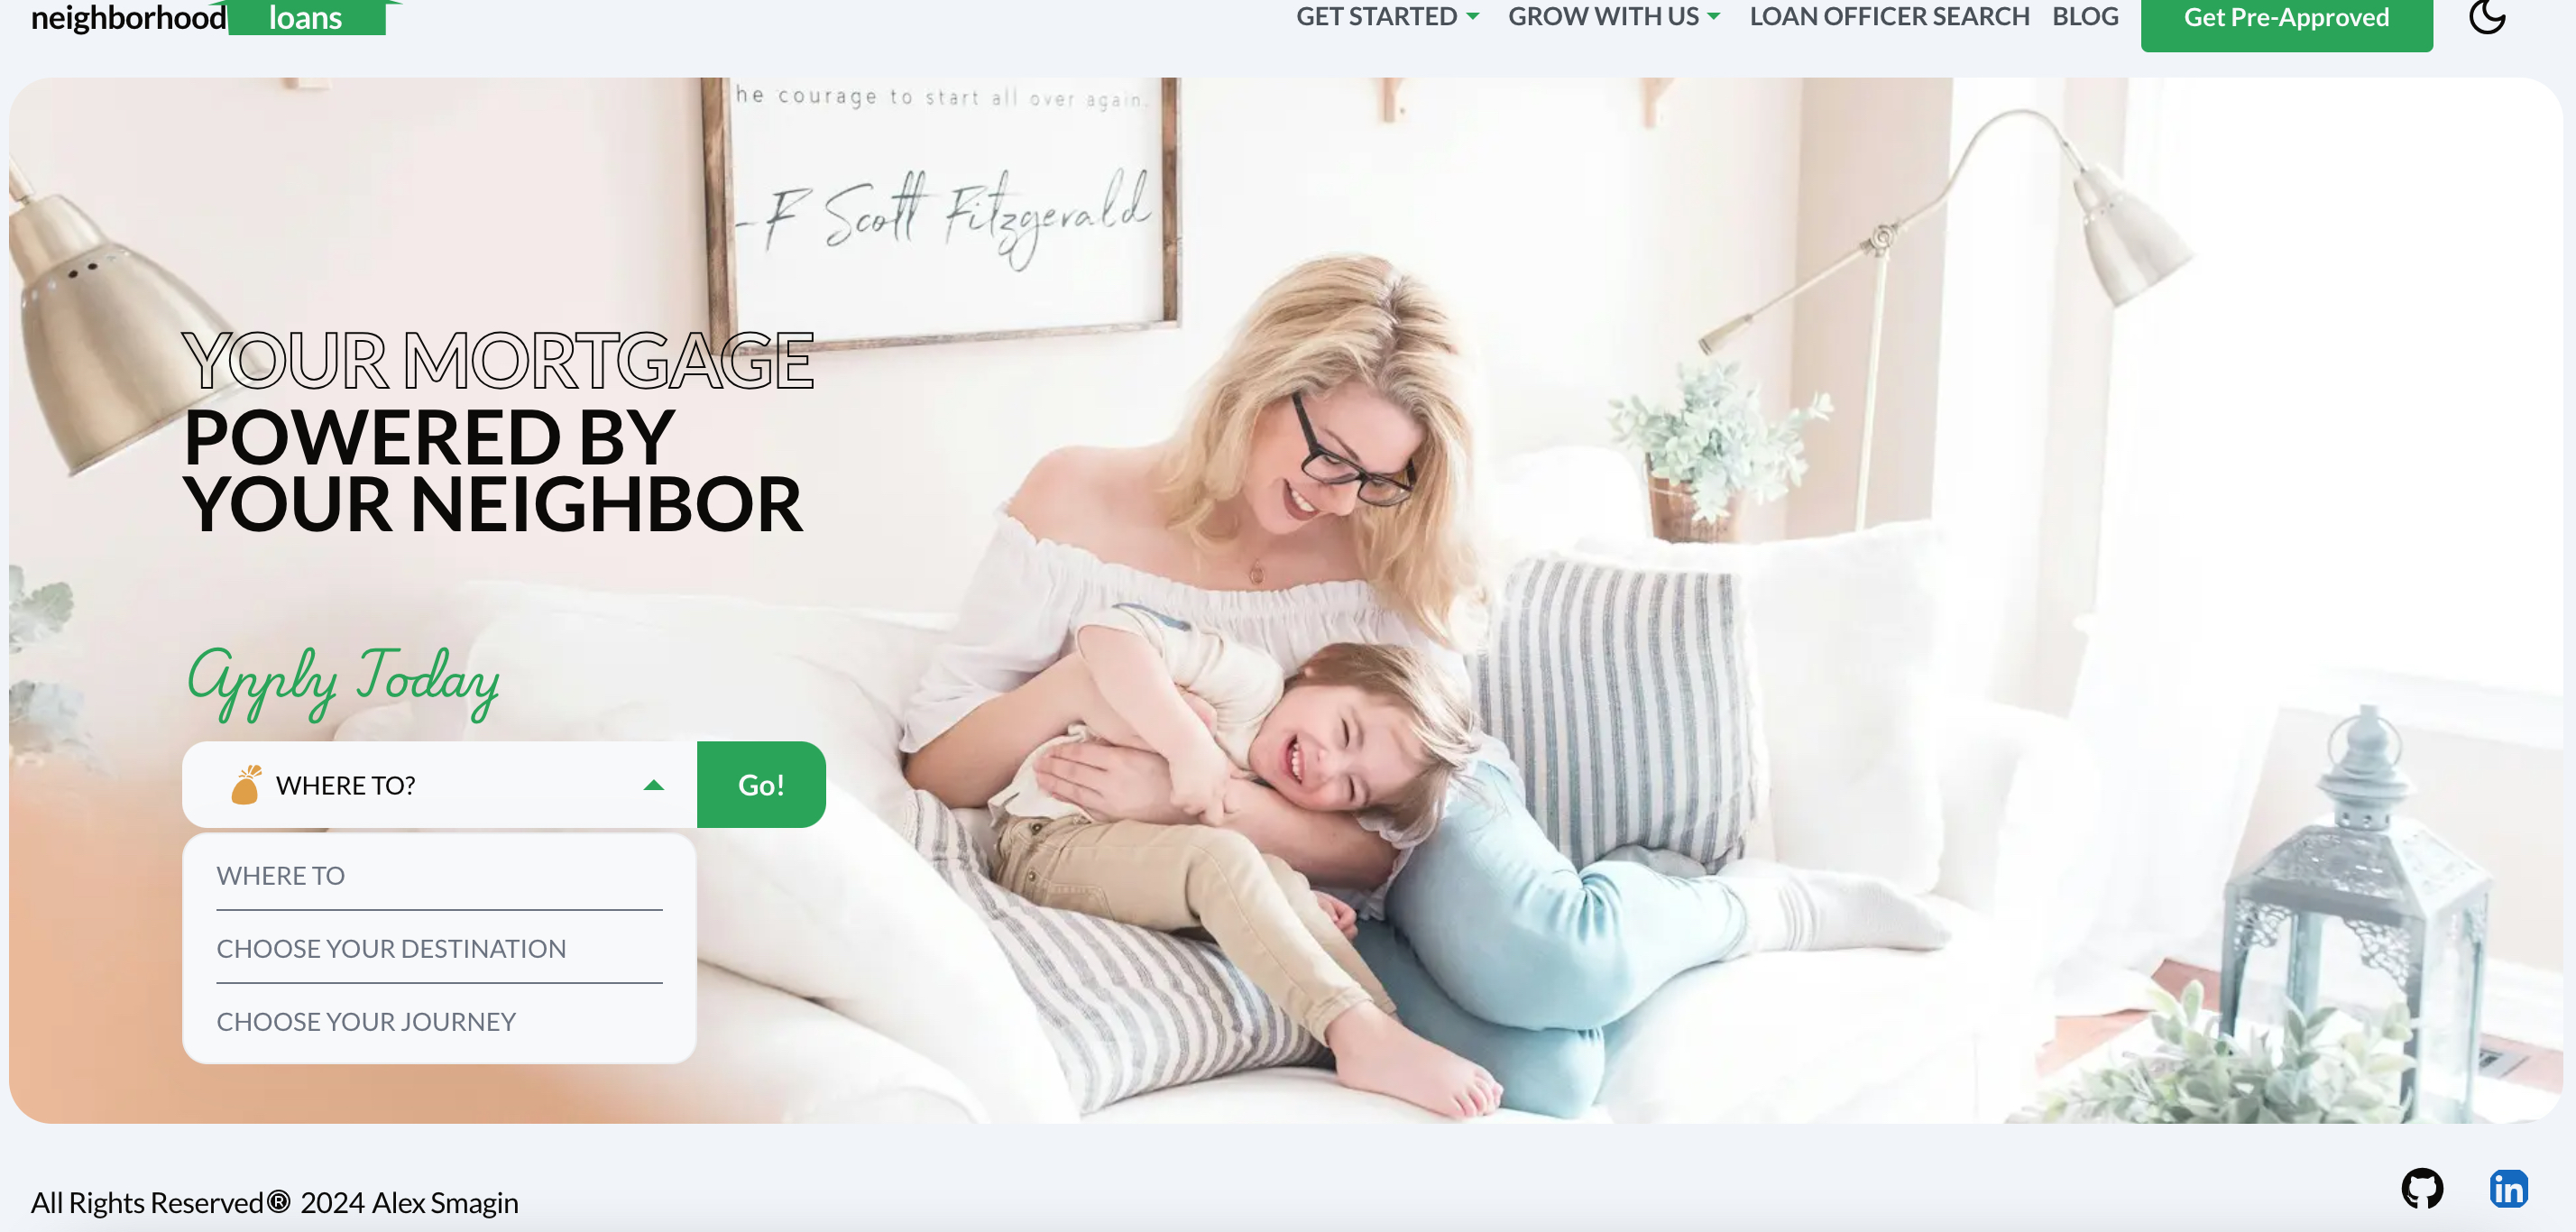 neighborhood loans
GET STARTED GROW WITH US LOAN OFFICER SEARCH BLOG Get Pre-Approved
he courage to start all over again.
-F Scott Fitzgerald
YOUR MORTGAGE
POWERED BY
YOUR NEIGHBOR
Apply Today
WHERE TO? Go!
WHERE TO
CHOOSE YOUR DESTINATION
CHOOSE YOUR JOURNEY
All Rights Reserved® 2024 Alex Smagin
in